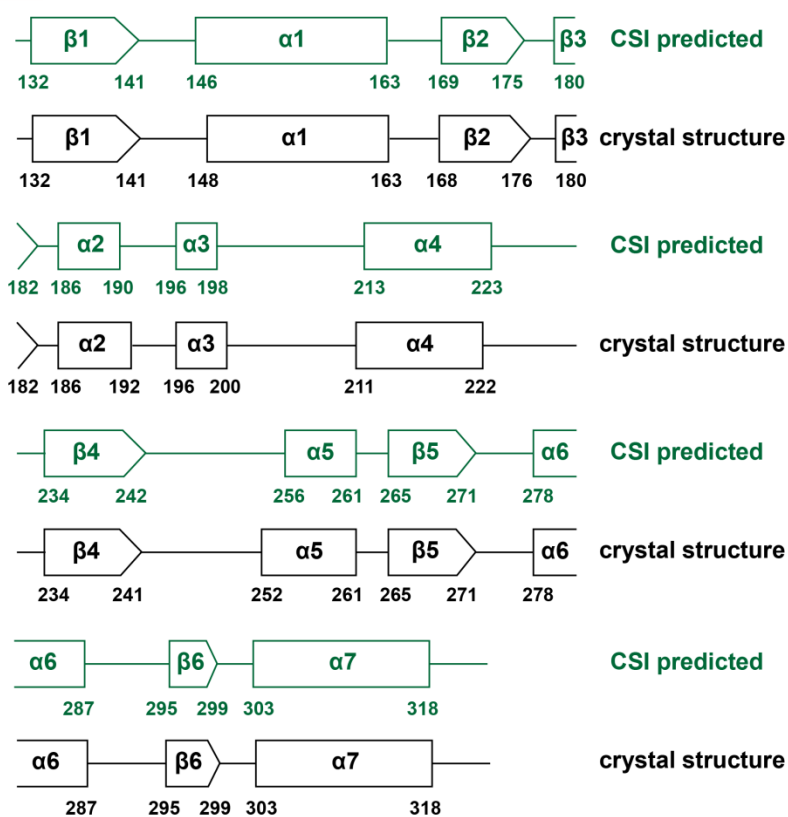 β1 α1 β2 β3 CSI predicted
132 141 146 163 169 175 180
β1 α1 β2 β3 crystal structure
132 141 148 163 168 176 180
α2 α3 α4 CSI predicted
182 186 190 196 198 213 223
α2 α3 α4 crystal structure
182 186 192 196 200 211 222
β4 α5 β5 α6 CSI predicted
234 242 256 261 265 271 278
β4 α5 β5 α6 crystal structure
234 241 252 261 265 271 278
α6 β6 α7 CSI predicted
287 295 299 303 318
α6 β6 α7 crystal structure
287 295 299 303 318